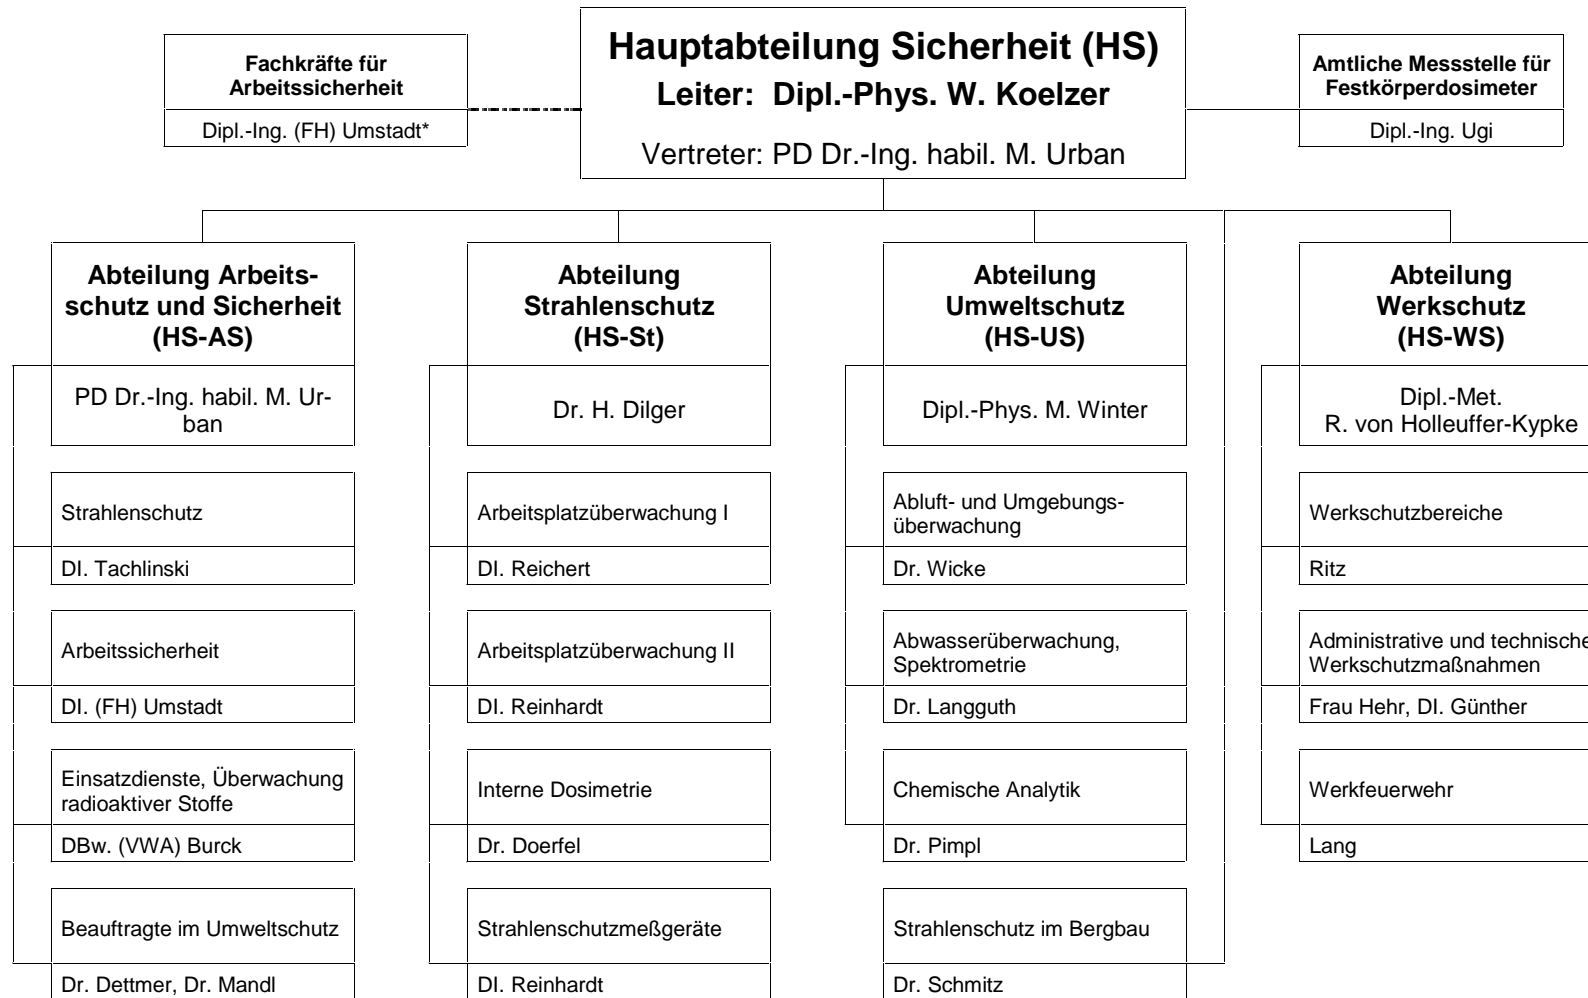 Hauptabteilung Sicherheit (HS)
Leiter: Dipl.-Phys. W. Koelzer
Vertreter: PD Dr.-Ing. habil. M. Urban
Fachkräfte für
Arbeitssicherheit
Dipl.-Ing. (FH) Umstadt*
Amtliche Messstelle für
Festkörperdosimeter
Dipl.-Ing. Ugi
Abteilung Arbeits-
schutz und Sicherheit
(HS-AS)
PD Dr.-Ing. habil. M. Ur-
ban
Strahlenschutz
DI. Tachlinski
Arbeitssicherheit
DI. (FH) Umstadt
Einsatzdienste, Überwachung
radioaktiver Stoffe
DBw. (VWA) Burck
Beauftragte im Umweltschutz
Dr. Dettmer, Dr. Mandl
Abteilung
Strahlenschutz
(HS-St)
Dr. H. Dilger
Arbeitsplatzüberwachung I
DI. Reichert
Arbeitsplatzüberwachung II
DI. Reinhardt
Interne Dosimetrie
Dr. Doerfel
Strahlenschutzmeßgeräte
DI. Reinhardt
Abteilung
Umweltschutz
(HS-US)
Dipl.-Phys. M. Winter
Abluft- und Umgebungs-
überwachung
Dr. Wicke
Abwasserüberwachung,
Spektrometrie
Dr. Langguth
Chemische Analytik
Dr. Pimpl
Strahlenschutz im Bergbau
Dr. Schmitz
Abteilung
Werkschutz
(HS-WS)
Dipl.-Met.
R. von Holleuffer-Kypke
Werkschutzbereiche
Ritz
Administrative und technische
Werkschutzmaßnahmen
Frau Hehr, DI. Günther
Werkfeuerwehr
Lang